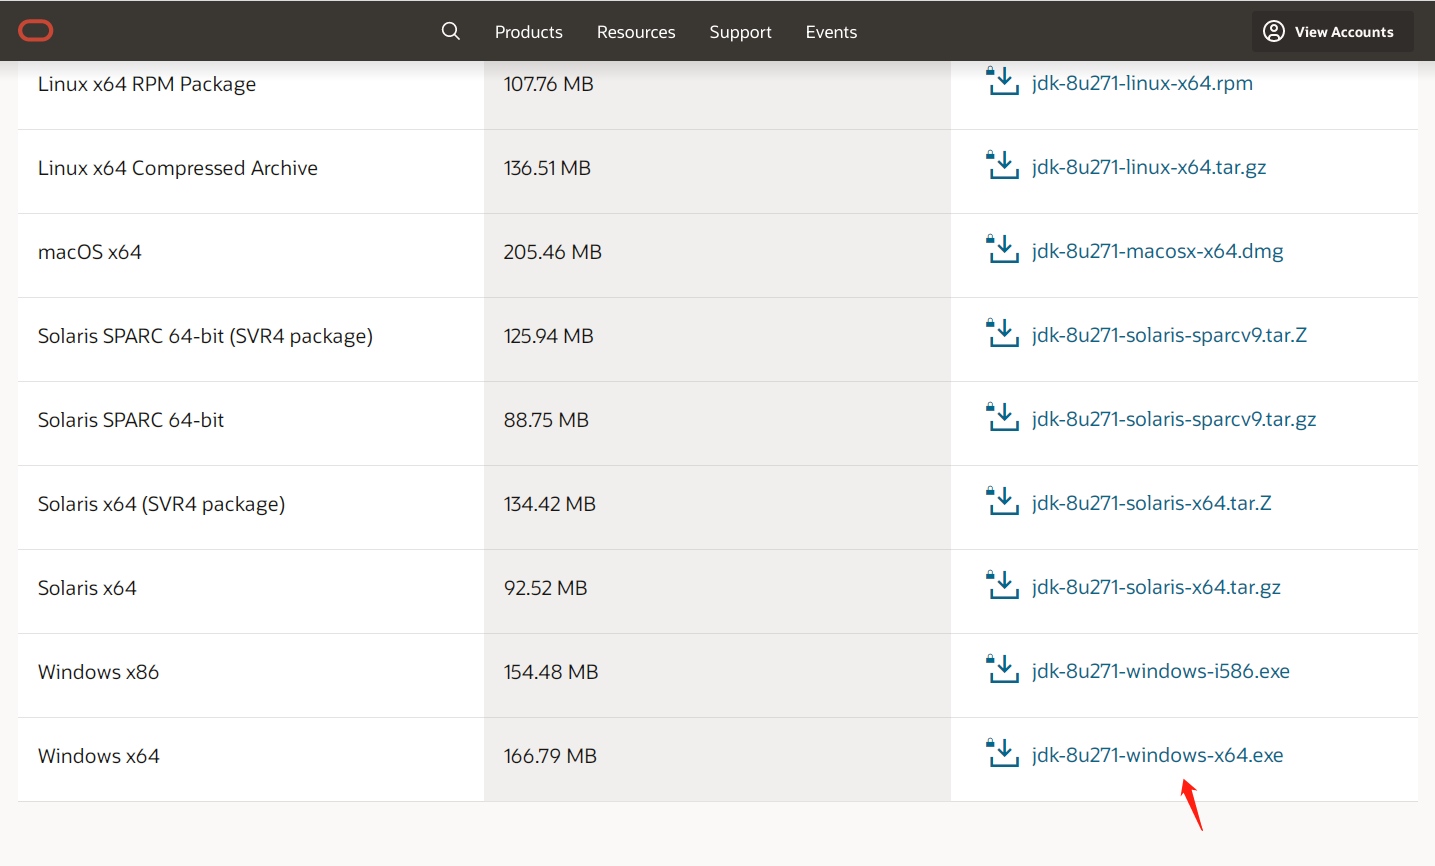 Products Resources Support Events View Accounts
Linux x64 RPM Package 107.76 MB jdk-8u271-linux-x64.rpm
Linux x64 Compressed Archive 136.51 MB jdk-8u271-linux-x64.tar.gz
macOS x64 205.46 MB jdk-8u271-macosx-x64.dmg
Solaris SPARC 64-bit (SVR4 package) 125.94 MB jdk-8u271-solaris-sparcv9.tar.Z
Solaris SPARC 64-bit 88.75 MB jdk-8u271-solaris-sparcv9.tar.gz
Solaris x64 (SVR4 package) 134.42 MB jdk-8u271-solaris-x64.tar.Z
Solaris x64 92.52 MB jdk-8u271-solaris-x64.tar.gz
Windows x86 154.48 MB jdk-8u271-windows-i586.exe
Windows x64 166.79 MB jdk-8u271-windows-x64.exe